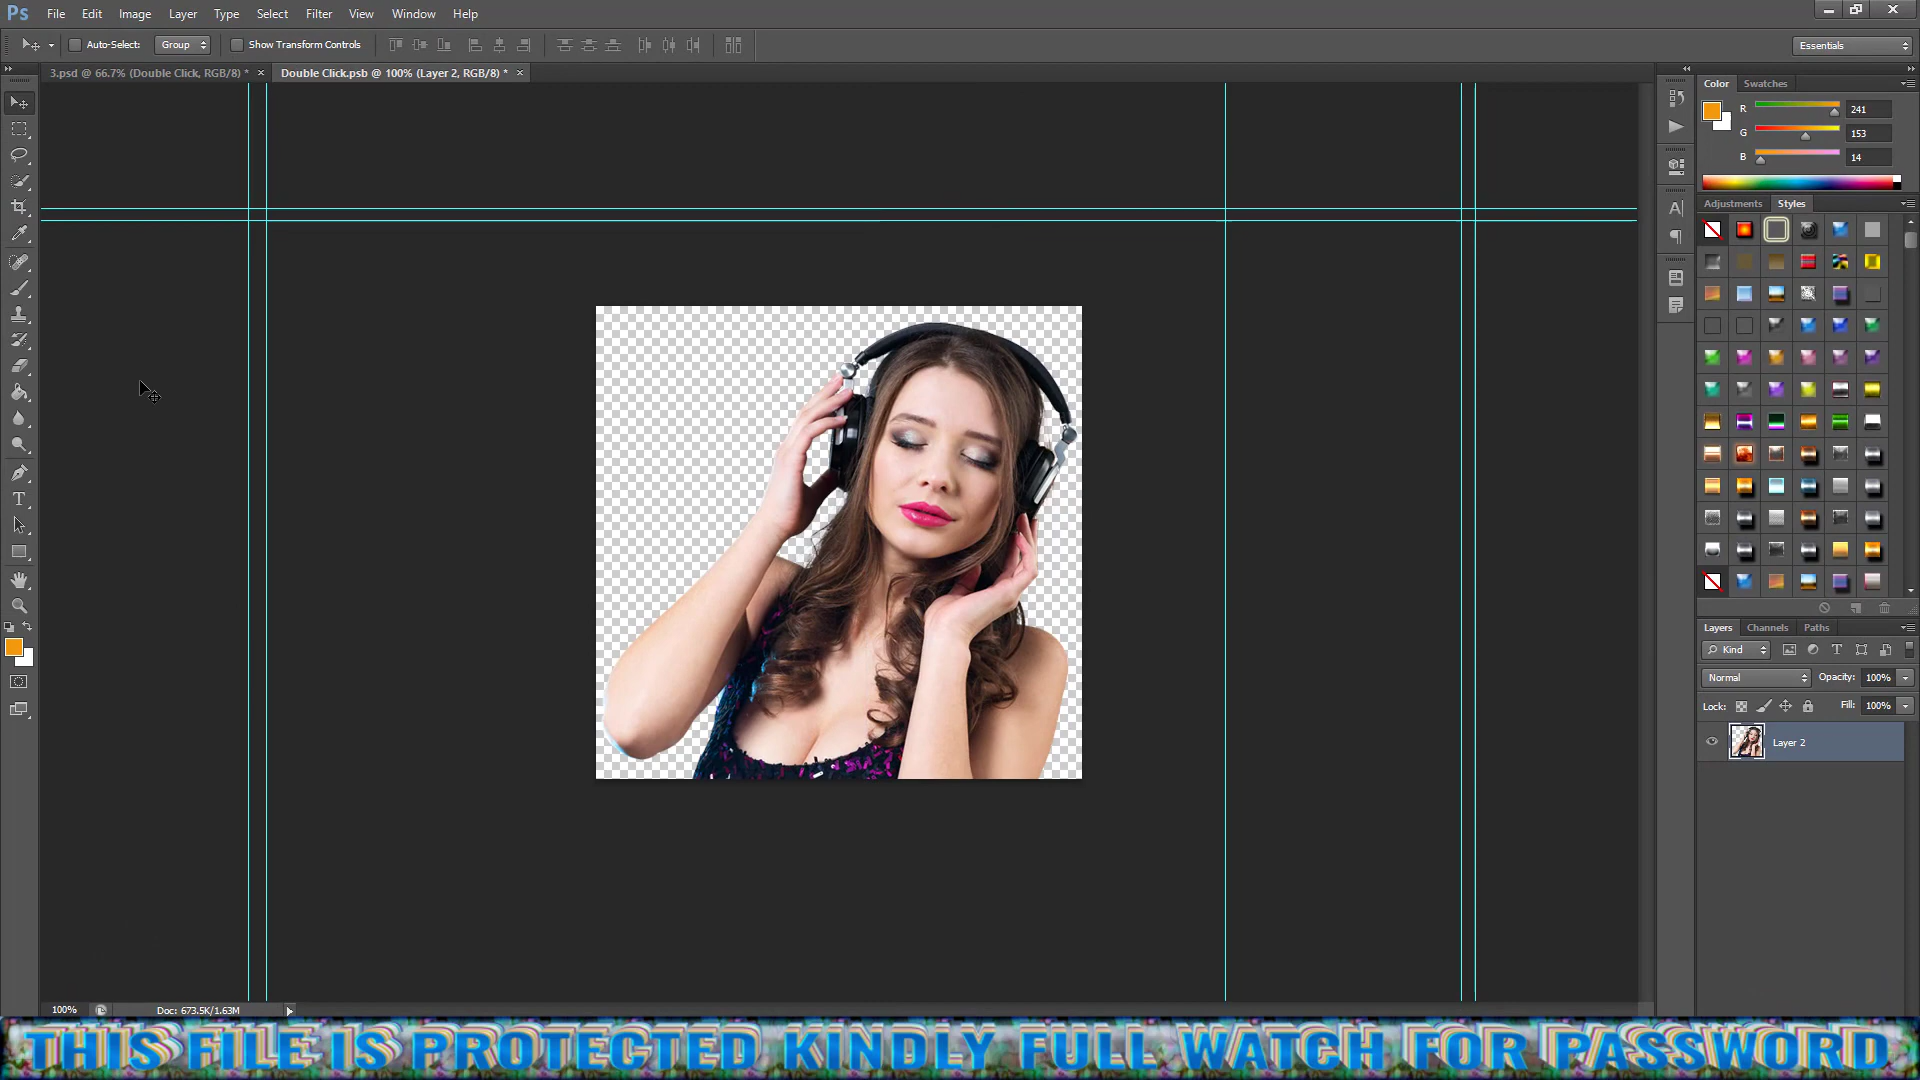 Ps File Edit Image Layer Type Select Filter View Window Help
Auto-Select: Group Show Transform Controls Essentials
3.psd @ 66.7% (Double Click, RGB/8) * × Double Click.psb @ 100% (Layer 2, RGB/8) * ×
Color Swatches
R 241
G 153
B 14
Adjustments Styles
Layers Channels Paths
Kind
Normal Opacity: 100%
Lock: Fill: 100%
Layer 2
100% Doc: 673.5K/1.63M
THIS FILE IS PROTECTED KINDLY FULL WATCH FOR PASSWORD